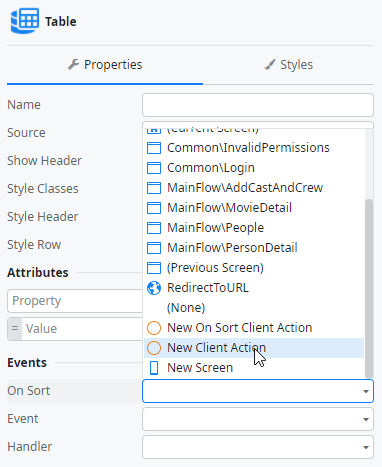 Table
Properties
Styles
Name
Source
Show Header
Style Classes
Style Header
Style Row
(Current Screen)
Common\InvalidPermissions
Common\Login
MainFlow\AddCastAndCrew
MainFlow\MovieDetail
MainFlow\People
MainFlow\PersonDetail
(Previous Screen)
RedirectToURL
(None)
New On Sort Client Action
New Client Action
New Screen
Attributes
Property
= Value
Events
On Sort
Event
Handler